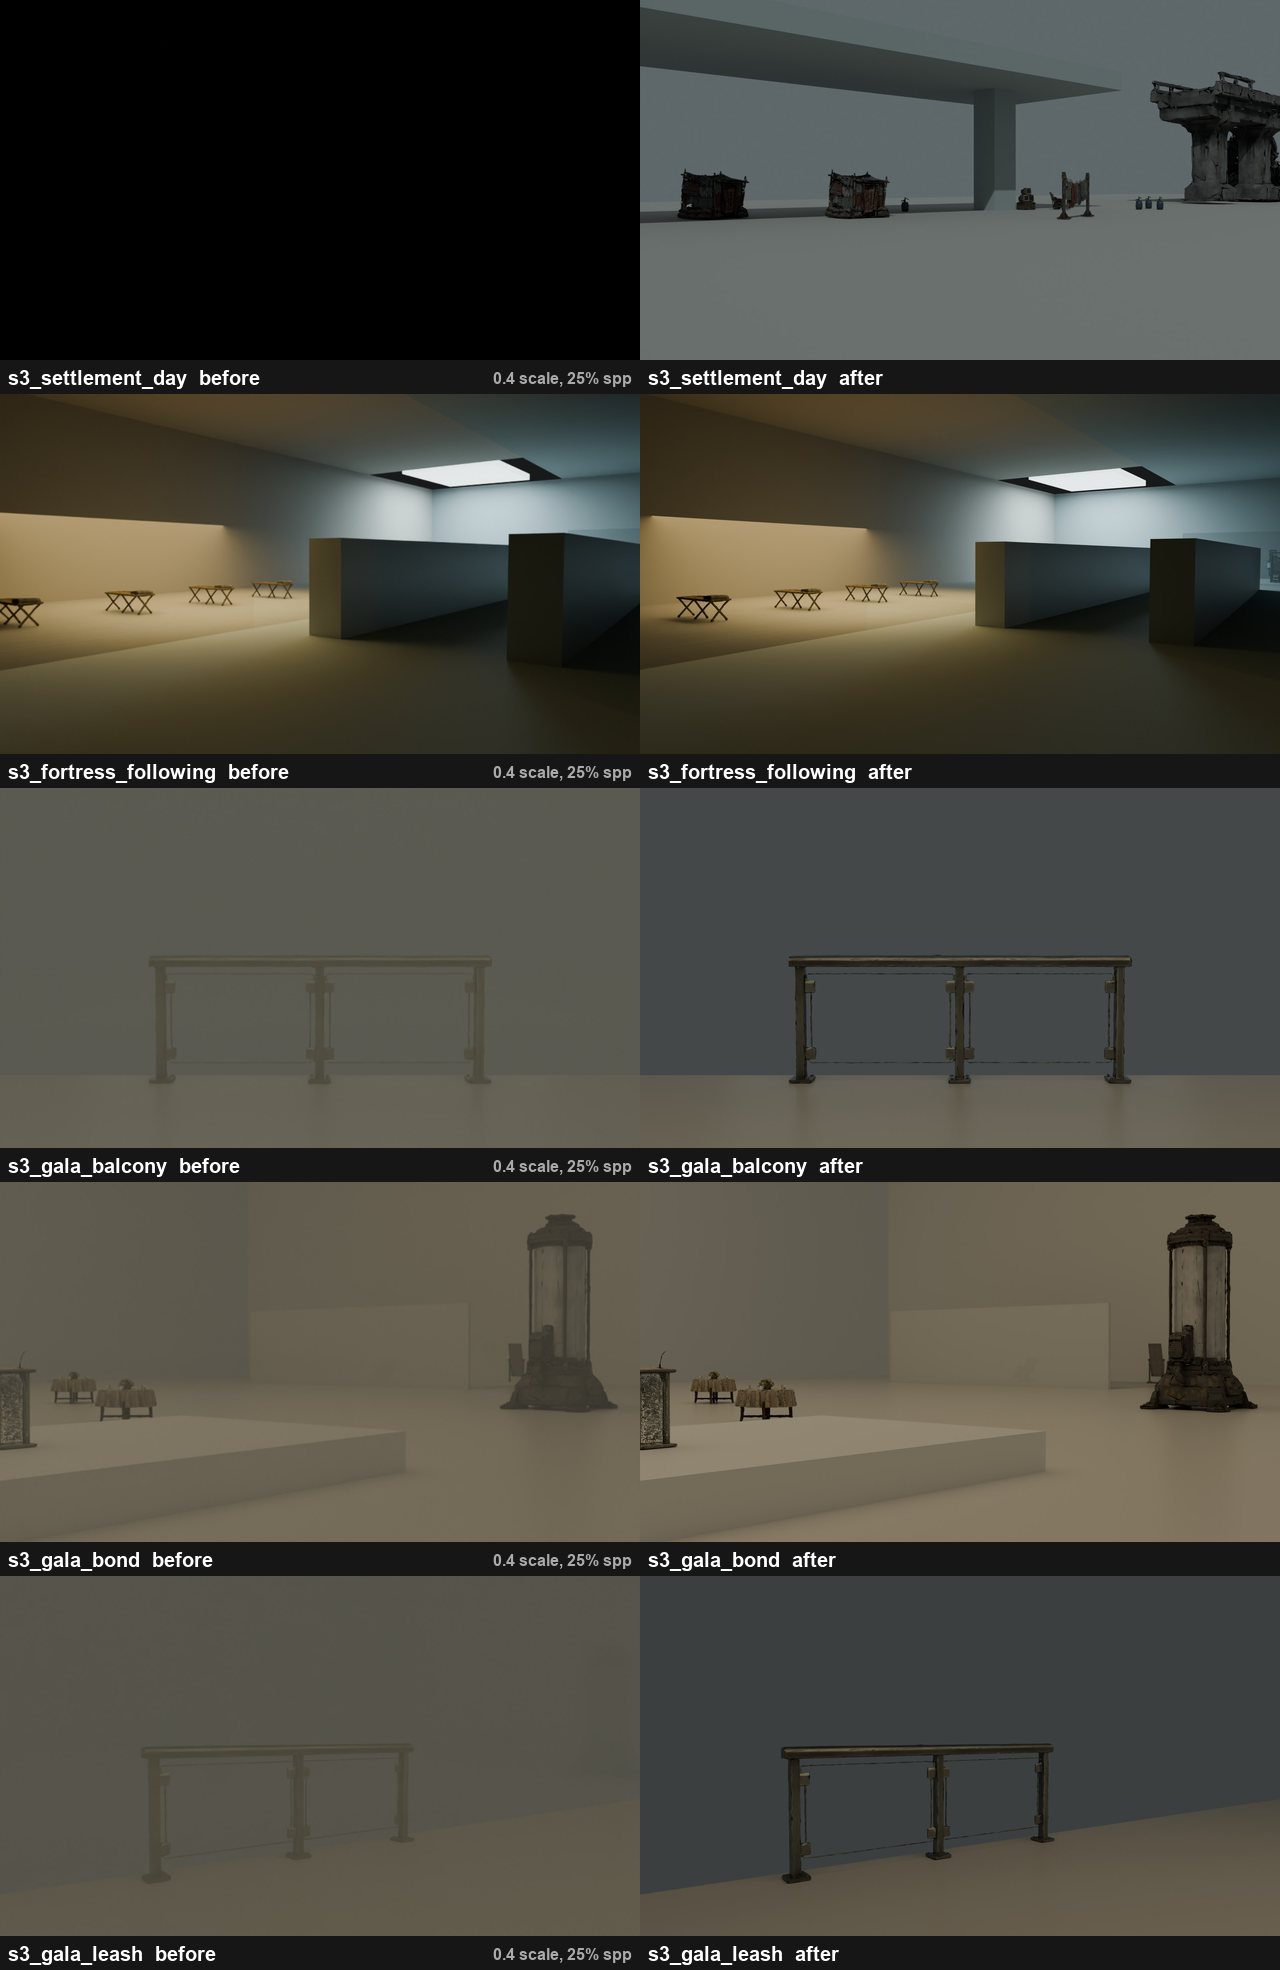 s3_settlement_day before
0.4 scale, 25% spp
s3_settlement_day after
s3_fortress_following before
0.4 scale, 25% spp
s3_fortress_following after
s3_gala_balcony before
0.4 scale, 25% spp
s3_gala_balcony after
s3_gala_bond before
0.4 scale, 25% spp
s3_gala_bond after
s3_gala_leash before
0.4 scale, 25% spp
s3_gala_leash after